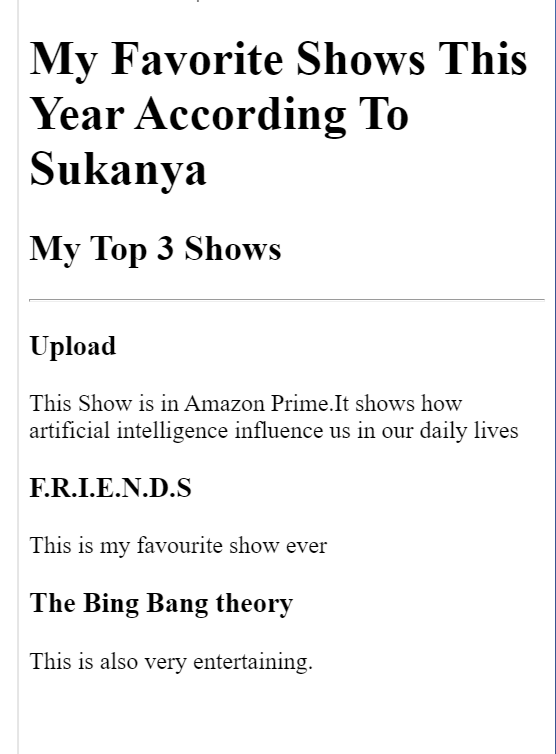 My Favorite Shows This
Year According To
Sukanya
My Top 3 Shows
Upload
This Show is in Amazon Prime.It shows how
artificial intelligence influence us in our daily lives
F.R.I.E.N.D.S
This is my favourite show ever
The Bing Bang theory
This is also very entertaining.